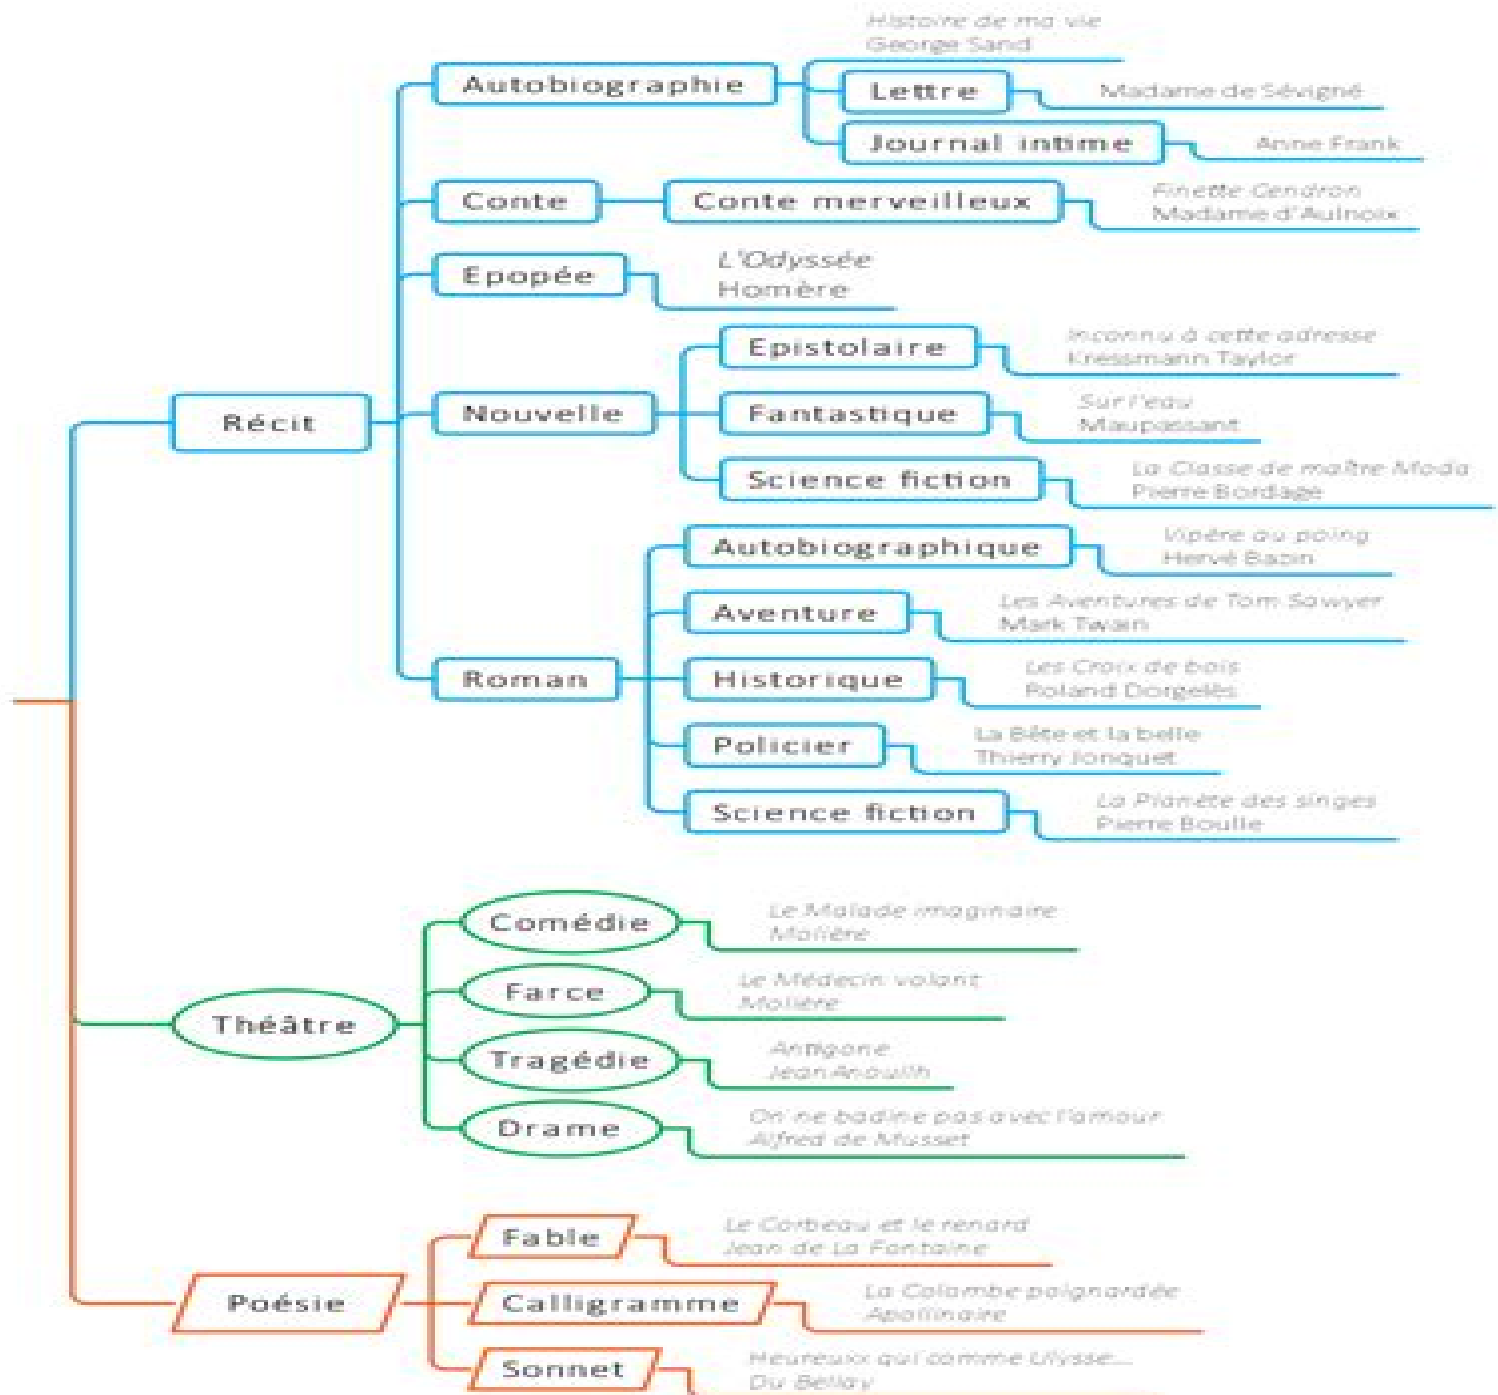 Histoire de ma vie
George Sand
Autobiographie
Lettre
Madame de Sévigné
Journal intime
Anne Frank
Conte
Conte merveilleux
Finette Cendron
Madame d'Aulnoix
Epopée
L'Odyssée
Homère
Récit
Nouvelle
Epistolaire
Inconnu à cette adresse
Kressmann Taylor
Fantastique
Sur l'eau
Maupassant
Science fiction
La Classe de maître Moda
Pierre Bordage
Roman
Autobiographique
Vipère au poing
Hervé Bazin
Aventure
Les Aventures de Tom Sawyer
Mark Twain
Historique
Les Croix de bois
Roland Dorgelès
Policier
La Bête et la belle
Thierry Jonquet
Science fiction
La Planète des singes
Pierre Boulle
Théâtre
Comédie
Le Malade imaginaire
Molière
Farce
Le Médecin volant
Molière
Tragédie
Antigone
Jean Anouilh
Drame
On ne badine pas avec l'amour
Alfred de Musset
Poésie
Fable
Le Corbeau et le renard
Jean de La Fontaine
Calligramme
La Colombe poignardée
Apollinaire
Sonnet
Heureux qui comme Ulysse...
Du Bellay